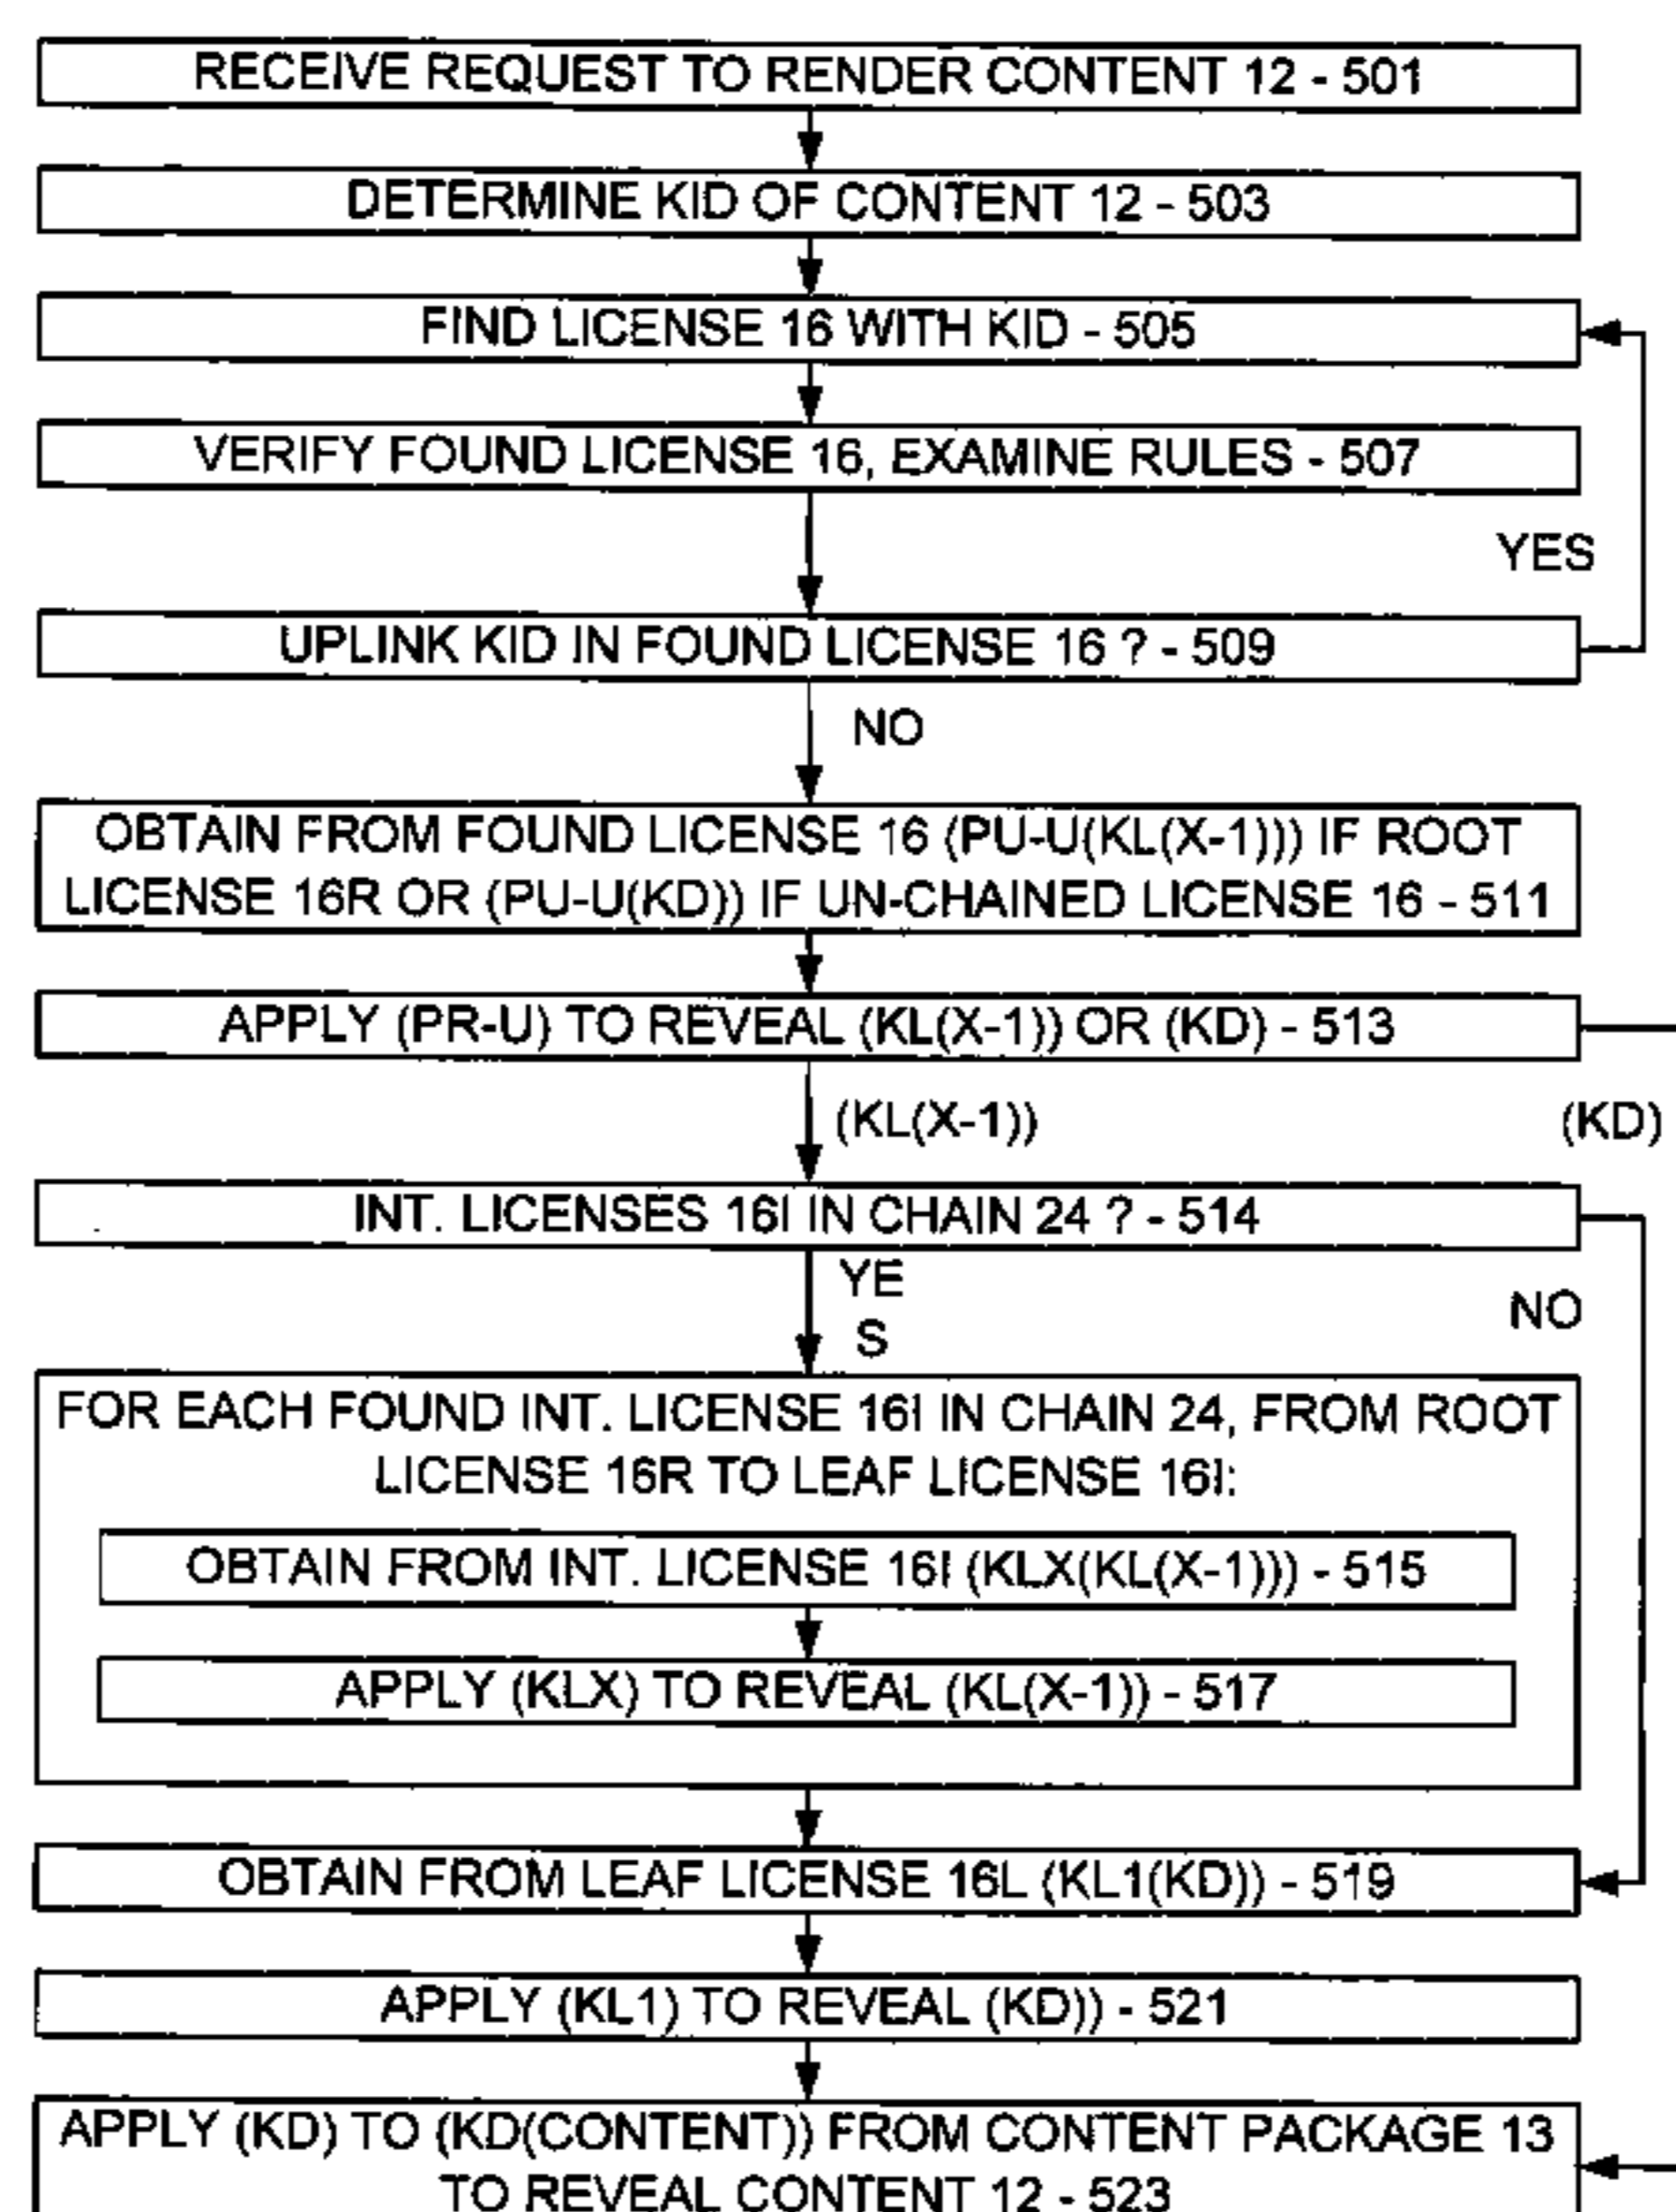 RECEIVE REQUEST TO RENDER CONTENT 12 - 501
DETERMINE KID OF CONTENT 12 - 503
FIND LICENSE 16 WITH KID - 505
VERIFY FOUND LICENSE 16, EXAMINE RULES - 507
YES
UPLINK KID IN FOUND LICENSE 16 ? - 509
NO
OBTAIN FROM FOUND LICENSE 16 (PU-U(KL(X-1))) IF ROOT
LICENSE 16R OR (PU-U(KD)) IF UN-CHAINED LICENSE 16 - 511
APPLY (PR-U) TO REVEAL (KL(X-1)) OR (KD) - 513
(KL(X-1))
(KD)
INT. LICENSES 16I IN CHAIN 24 ? - 514
YE
S
NO
FOR EACH FOUND INT. LICENSE 16I IN CHAIN 24, FROM ROOT
LICENSE 16R TO LEAF LICENSE 16I:
OBTAIN FROM INT. LICENSE 16I (KLX(KL(X-1))) - 515
APPLY (KLX) TO REVEAL (KL(X-1)) - 517
OBTAIN FROM LEAF LICENSE 16L (KL1(KD)) - 519
APPLY (KL1) TO REVEAL (KD)) - 521
APPLY (KD) TO (KD(CONTENT)) FROM CONTENT PACKAGE 13
TO REVEAL CONTENT 12 - 523